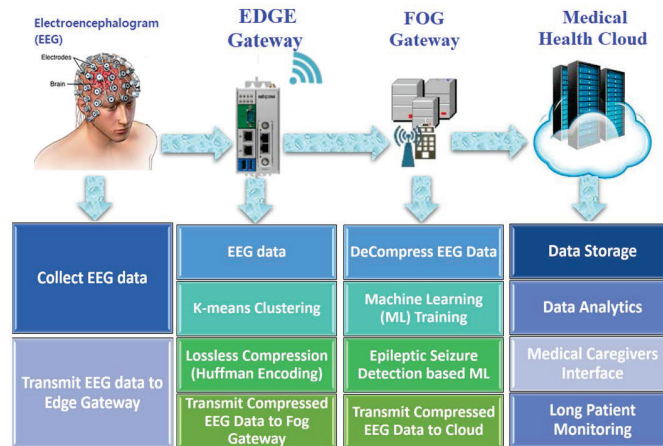 Electroencephalogram
(EEG)
EDGE
Gateway
FOG
Gateway
Medical
Health Cloud
Electrodes
Brain
Collect EEG data
Transmit EEG data to
Edge Gateway
EEG data
K-means Clustering
Lossless Compression
(Huffman Encoding)
Transmit Compressed
EEG Data to Fog
Gateway
DeCompress EEG Data
Machine Learning
(ML) Training
Epileptic Seizure
Detection based ML
Transmit Compressed
EEG Data to Cloud
Data Storage
Data Analytics
Medical Caregivers
Interface
Long Patient
Monitoring